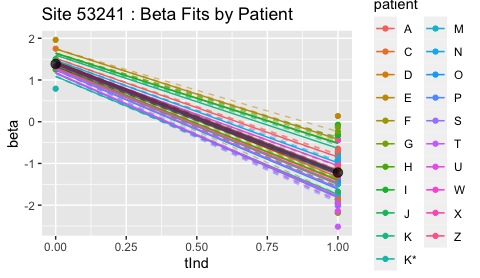 Site 53241 : Beta Fits by Patient
patient
A
C
D
E
F
G
H
I
J
K
K*
M
N
O
P
S
T
U
W
X
Z
beta
2
1
0
-1
-2
0.00
0.25
0.50
0.75
1.00
tInd